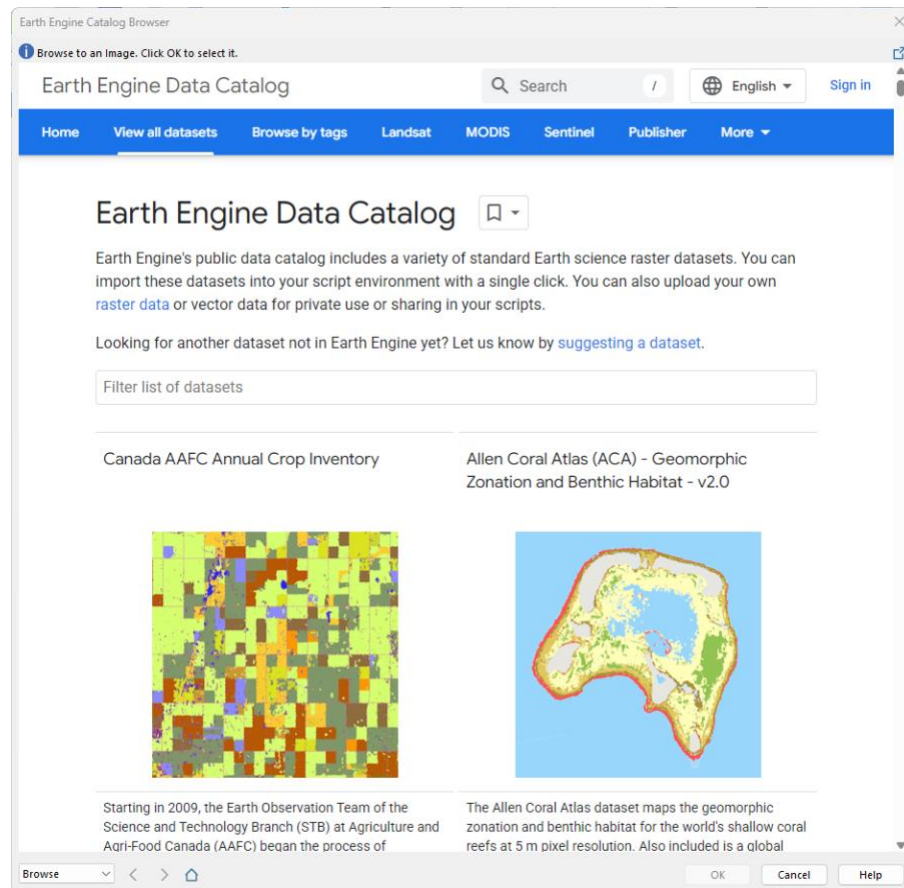 Earth Engine Catalog Browser
Browse to an Image. Click OK to select it.
Earth Engine Data Catalog
Search
/
English
Sign in
Home View all datasets Browse by tags Landsat MODIS Sentinel Publisher More
Earth Engine Data Catalog
Earth Engine's public data catalog includes a variety of standard Earth science raster datasets. You can
import these datasets into your script environment with a single click. You can also upload your own
raster data or vector data for private use or sharing in your scripts.
Looking for another dataset not in Earth Engine yet? Let us know by suggesting a dataset.
Filter list of datasets
Canada AAFC Annual Crop Inventory
Starting in 2009, the Earth Observation Team of the
Science and Technology Branch (STB) at Agriculture and
Agri-Food Canada (AAFC) began the process of
Allen Coral Atlas (ACA) - Geomorphic
Zonation and Benthic Habitat - v2.0
The Allen Coral Atlas dataset maps the geomorphic
zonation and benthic habitat for the world's shallow coral
reefs at 5 m pixel resolution. Also included is a global
Browse
OK
Cancel
Help